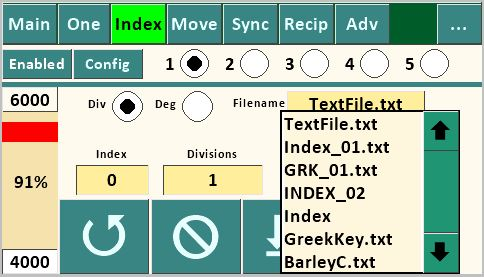 Main One Index Move Sync Recip Adv ...
Enabled Config 1 2 3 4 5
6000 Div Deg Filename TextFile.txt
TextFile.txt
Index_01.txt
Index Divisions GRK_01.txt
91% 0 1 INDEX_02
Index
GreekKey.txt
4000 BarleyC.txt